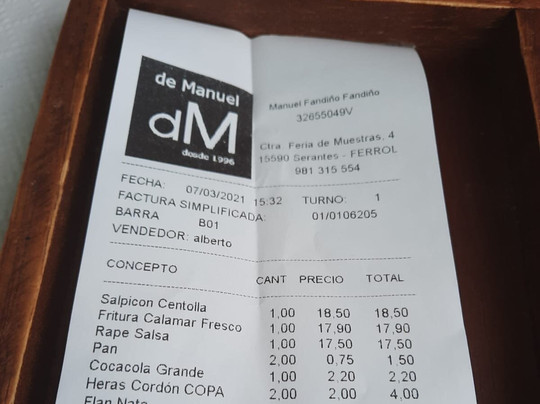 de Manuel
dM
desde 1996
Manuel Fandiño Fandiño
32655049V
Ctra. Feria de Muestras, 4
15590 Serantes - FERROL
981 315 554
FECHA: 07/03/2021 15:32 TURNO: 1
FACTURA SIMPLIFICADA: 01/0106205
BARRA B01
VENDEDOR: alberto
CONCEPTO CANT PRECIO TOTAL
Salpicon Centolla 1,00 18,50 18,50
Fritura Calamar Fresco 1,00 17,90 17,90
Rape Salsa 1,00 17,50 17,50
Pan 2,00 0,75 1,50
Cocacola Grande 1,00 2,20 2,20
Heras Cordón COPA 2,00 2,00 4,00
Flan Nata